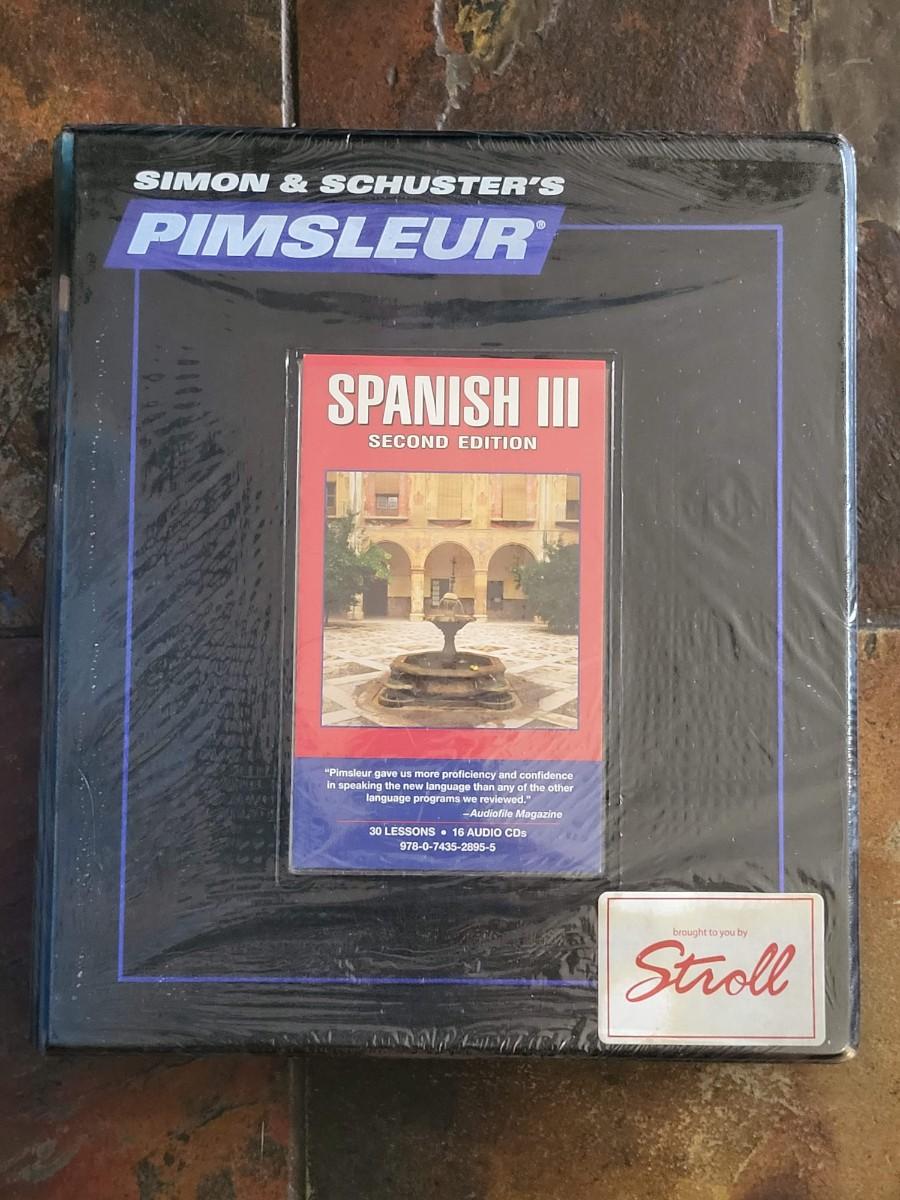 SIMON & SCHUSTER'S
PIMSLEUR®
SPANISH III
SECOND EDITION
"Pimsleur gave us more proficiency and confidence
in speaking the new language than any of the other
language programs we reviewed."
–Audiofile Magazine
30 LESSONS • 16 AUDIO CDs
978-0-7435-2895-5
brought to you by
Stroll